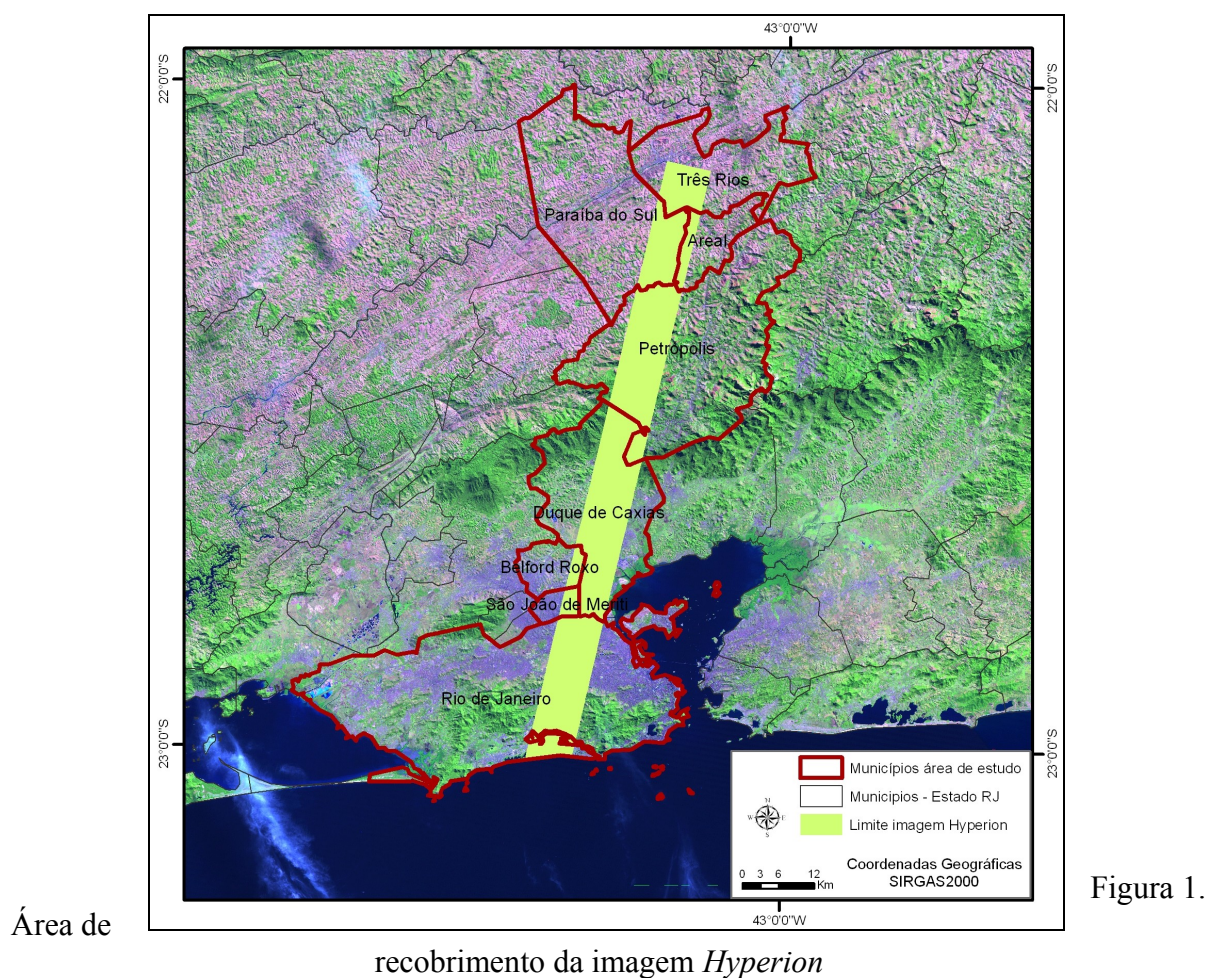 43°0'0"W
22°0'0"S
22°0'0"S
Três Rios
Paraíba do Sul
Areal
Petrópolis
Duque de Caxias
Belford Roxo
São João de Meriti
Rio de Janeiro
23°0'0"S
23°0'0"S
Municípios área de estudo
Municípios - Estado RJ
Limite imagem Hyperion
N
W
E
S
0 3 6 12
Km
Coordenadas Geográficas
SIRGAS2000
43°0'0"W
Figura 1.
Área de
recobrimento da imagem Hyperion